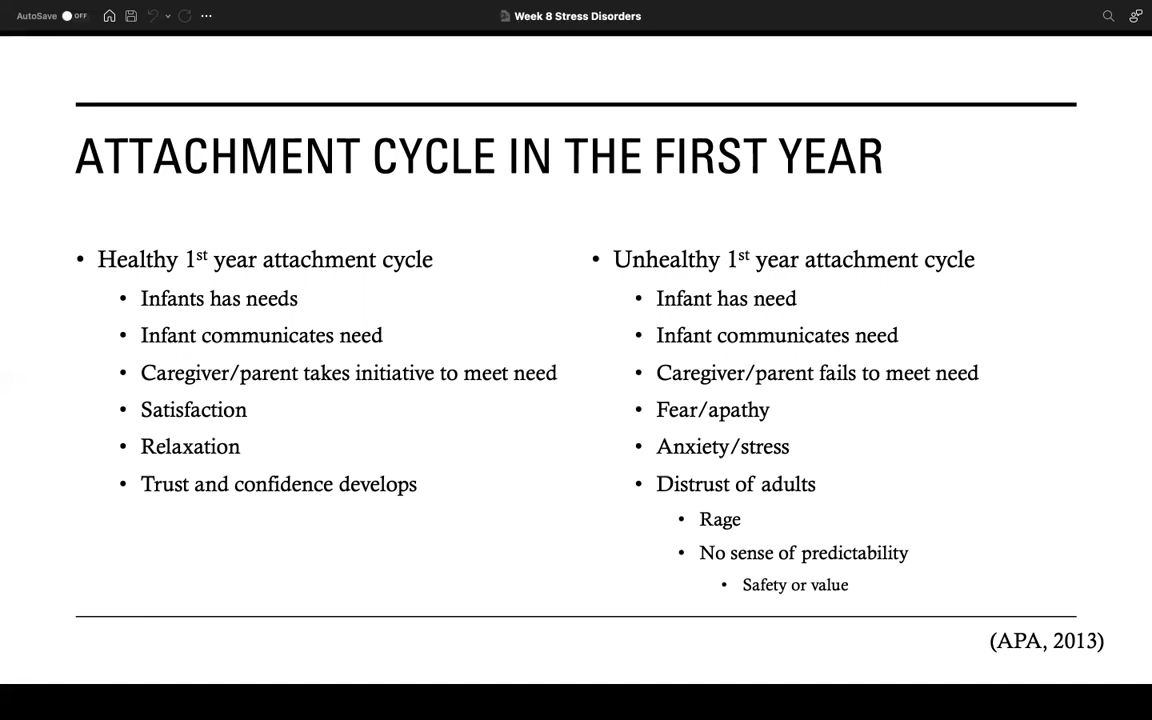 AutoSave OFF
Week 8 Stress Disorders
ATTACHMENT CYCLE IN THE FIRST YEAR
• Healthy 1st year attachment cycle
• Infants has needs
• Infant communicates need
• Caregiver/parent takes initiative to meet need
• Satisfaction
• Relaxation
• Trust and confidence develops
• Unhealthy 1st year attachment cycle
• Infant has need
• Infant communicates need
• Caregiver/parent fails to meet need
• Fear/apathy
• Anxiety/stress
• Distrust of adults
• Rage
• No sense of predictability
• Safety or value
(APA, 2013)